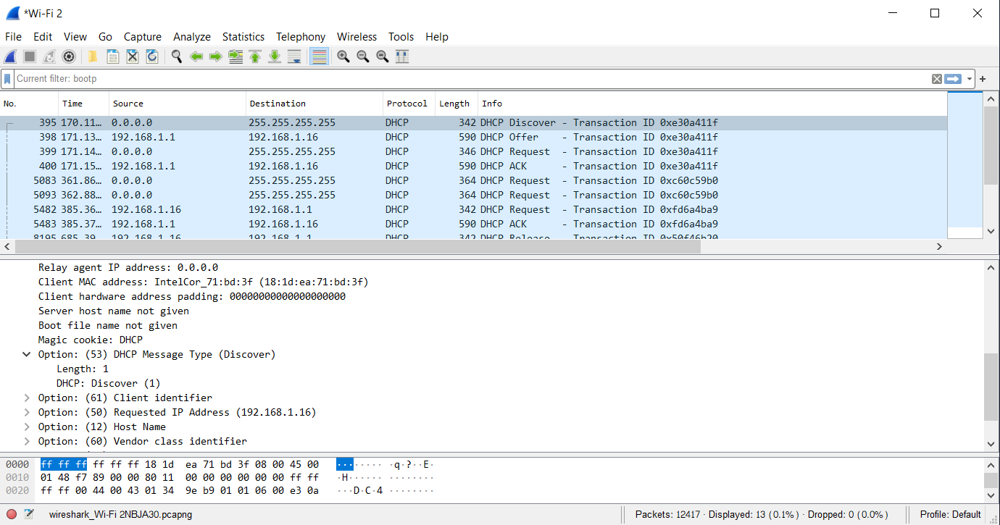 *Wi-Fi 2
File Edit View Go Capture Analyze Statistics Telephony Wireless Tools Help
Current filter: bootp
No. Time Source Destination Protocol Length Info
395 170.11… 0.0.0.0 255.255.255.255 DHCP 342 DHCP Discover - Transaction ID 0xe30a411f
398 171.13… 192.168.1.1 192.168.1.16 DHCP 590 DHCP Offer - Transaction ID 0xe30a411f
399 171.14… 0.0.0.0 255.255.255.255 DHCP 346 DHCP Request - Transaction ID 0xe30a411f
400 171.15… 192.168.1.1 192.168.1.16 DHCP 590 DHCP ACK - Transaction ID 0xe30a411f
5083 361.86… 0.0.0.0 255.255.255.255 DHCP 364 DHCP Request - Transaction ID 0xc60c59b0
5093 362.88… 0.0.0.0 255.255.255.255 DHCP 364 DHCP Request - Transaction ID 0xc60c59b0
5482 385.36… 192.168.1.16 192.168.1.1 DHCP 342 DHCP Request - Transaction ID 0xfd6a4ba9
5483 385.37… 192.168.1.1 192.168.1.16 DHCP 590 DHCP ACK - Transaction ID 0xfd6a4ba9
8195 685.39… 192.168.1.16 192.168.1.1 DHCP 342 DHCP Release - Transaction ID 0x50f46b20
Relay agent IP address: 0.0.0.0
Client MAC address: IntelCor_71:bd:3f (18:1d:ea:71:bd:3f)
Client hardware address padding: 00000000000000000000
Server host name not given
Boot file name not given
Magic cookie: DHCP
Option: (53) DHCP Message Type (Discover)
Length: 1
DHCP: Discover (1)
Option: (61) Client identifier
Option: (50) Requested IP Address (192.168.1.16)
Option: (12) Host Name
Option: (60) Vendor class identifier
0000 ff ff ff ff ff ff 18 1d ea 71 bd 3f 08 00 45 00 ········ ·q·?··E·
0010 01 48 f7 89 00 00 80 11 00 00 00 00 00 00 ff ff ·H······ ········
0020 ff ff 00 44 00 43 01 34 9e b9 01 01 06 00 e3 0a ···D·C·4 ········
wireshark_Wi-Fi 2NBJA30.pcapng Packets: 12417 · Displayed: 13 (0.1%) · Dropped: 0 (0.0%) Profile: Default